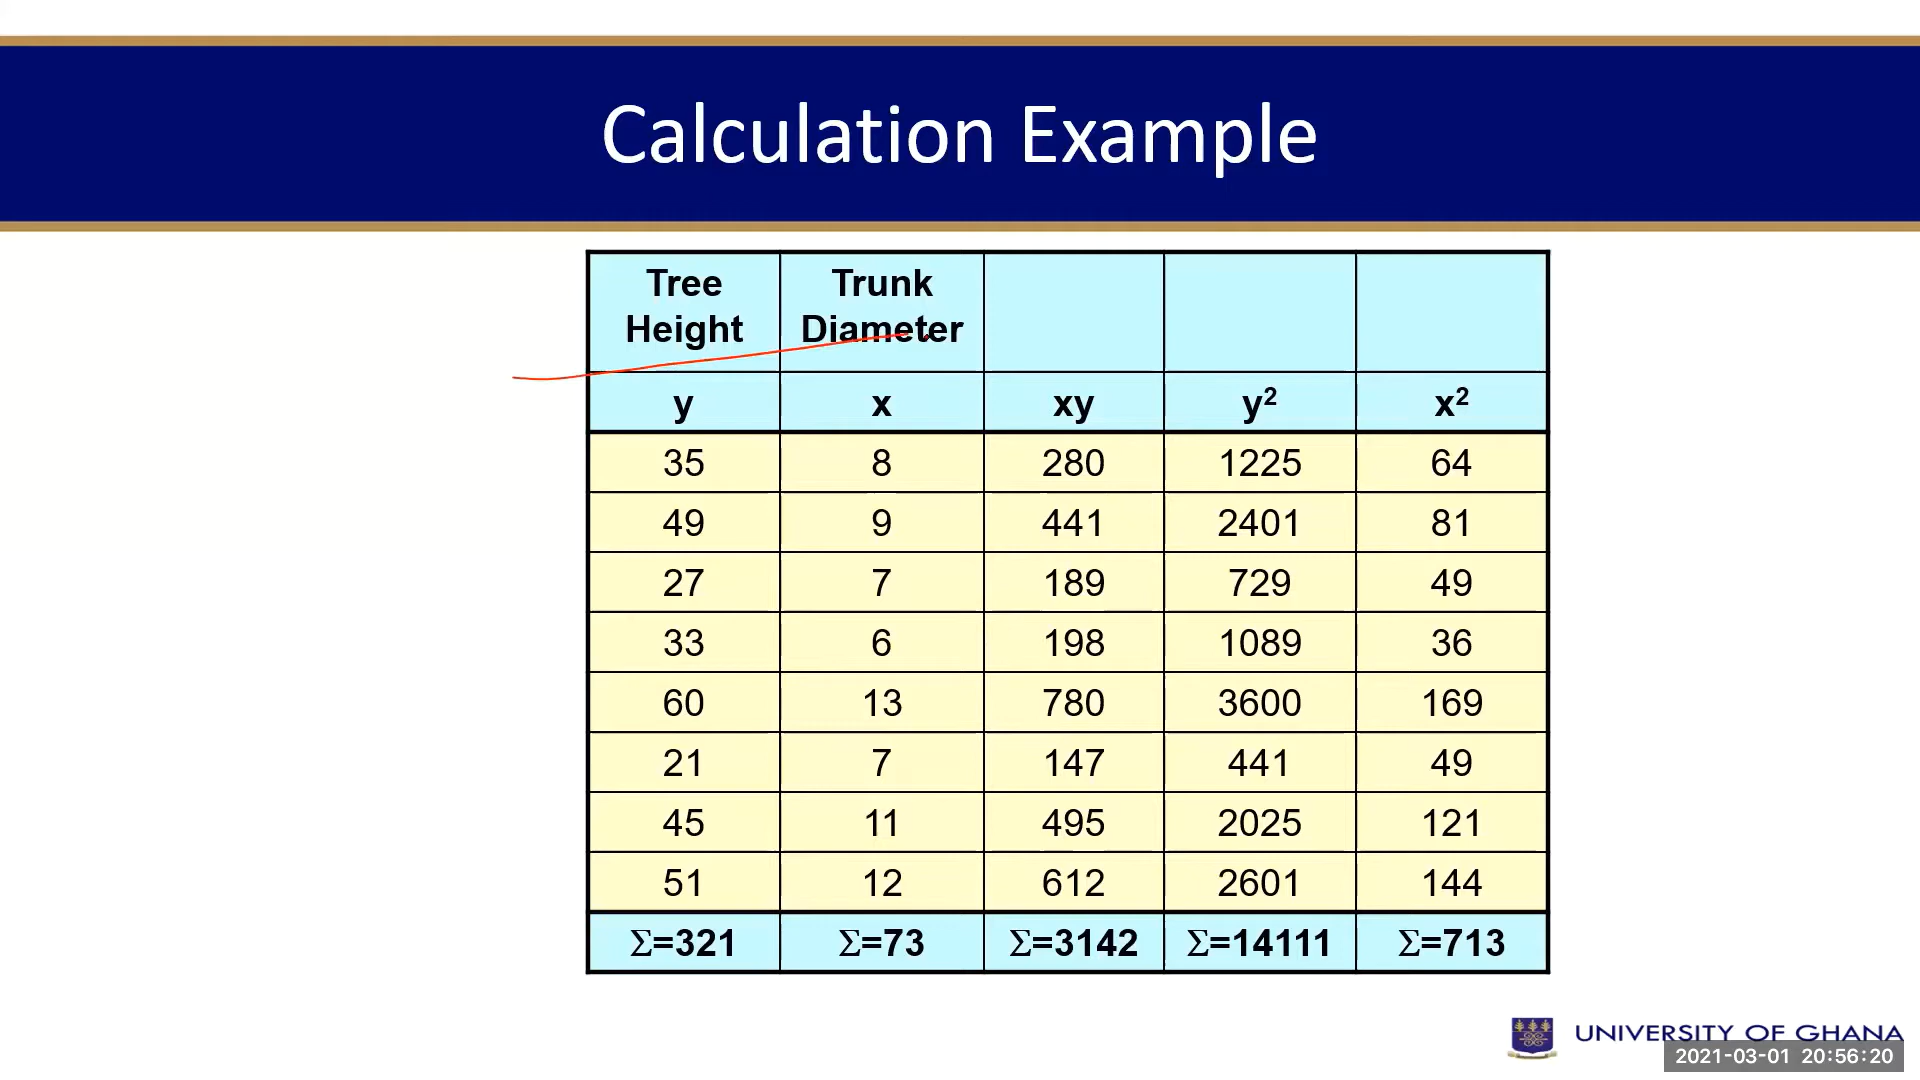 Calculation Example
Tree Height Trunk Diameter
y x xy y² x²
35 8 280 1225 64
49 9 441 2401 81
27 7 189 729 49
33 6 198 1089 36
60 13 780 3600 169
21 7 147 441 49
45 11 495 2025 121
51 12 612 2601 144
Σ=321 Σ=73 Σ=3142 Σ=14111 Σ=713
UNIVERSITY OF GHANA
2021-03-01 20:56:20